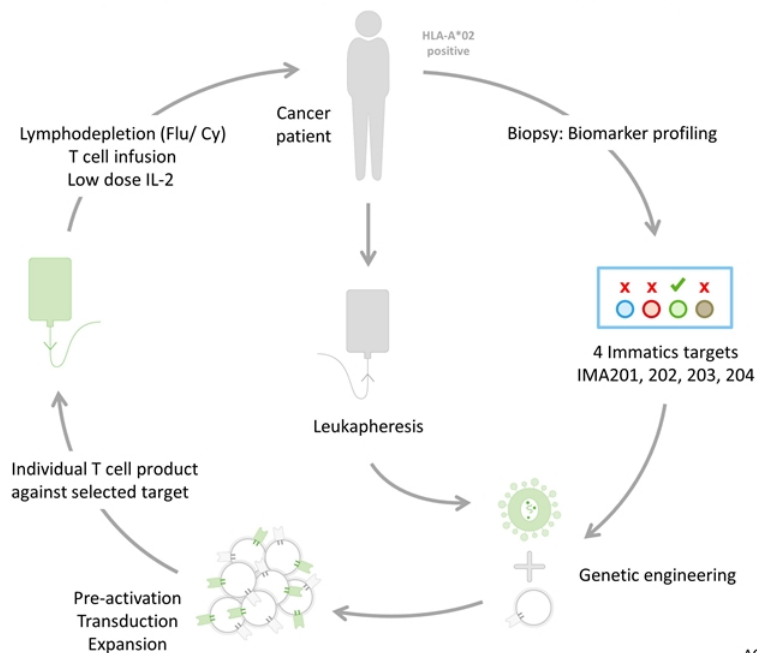 HLA-A*02
positive
Cancer
patient
Lymphodepletion (Flu/ Cy)
T cell infusion
Low dose IL-2
Biopsy: Biomarker profiling
x x ✓ x
4 Immatics targets
IMA201, 202, 203, 204
Leukapheresis
Individual T cell product
against selected target
Genetic engineering
Pre-activation
Transduction
Expansion